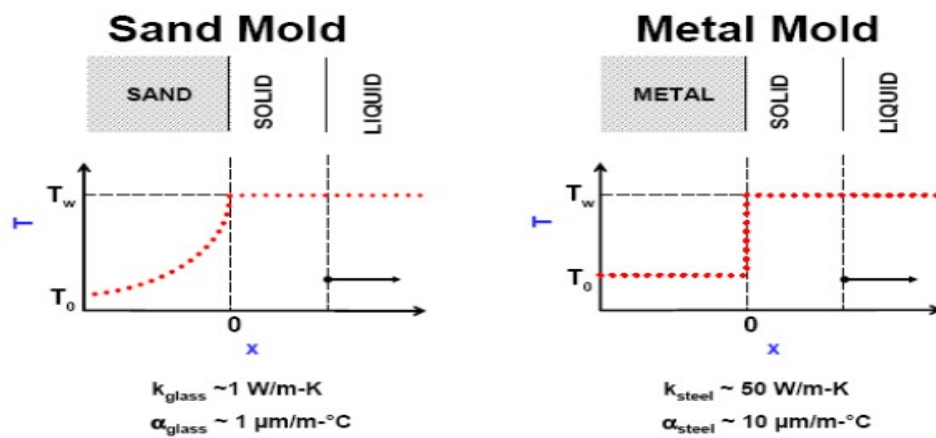 Sand Mold
SAND
SOLID
LIQUID
T
Tw
T0
0
x
kglass ~1 W/m-K
αglass ~ 1 µm/m-°C
Metal Mold
METAL
SOLID
LIQUID
T
Tw
T0
0
x
ksteel ~ 50 W/m-K
αsteel ~ 10 µm/m-°C